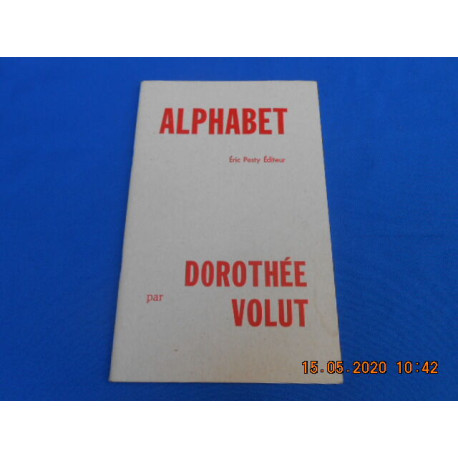 ALPHABET
Éric Pesty Éditeur
DOROTHÉE
par
VOLUT
15.05.2020 10:42